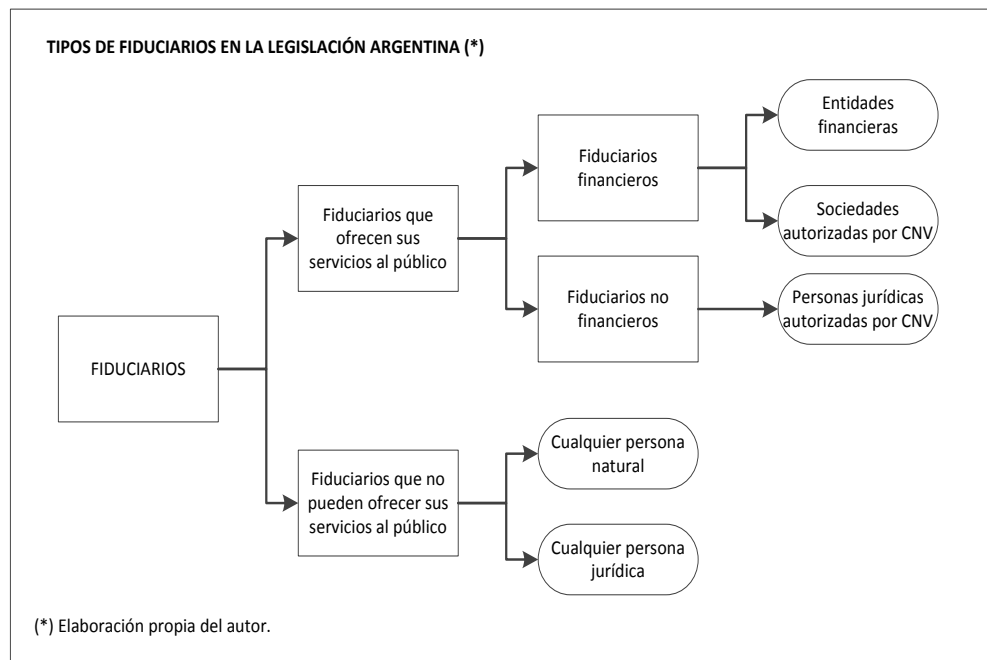 TIPOS DE FIDUCIARIOS EN LA LEGISLACIÓN ARGENTINA (*)
FIDUCIARIOS
Fiduciarios que
ofrecen sus
servicios al público
Fiduciarios
financieros
Entidades
financieras
Sociedades
autorizadas por CNV
Fiduciarios no
financieros
Personas jurídicas
autorizadas por CNV
Fiduciarios que no
pueden ofrecer sus
servicios al público
Cualquier persona
natural
Cualquier persona
jurídica
(*) Elaboración propia del autor.